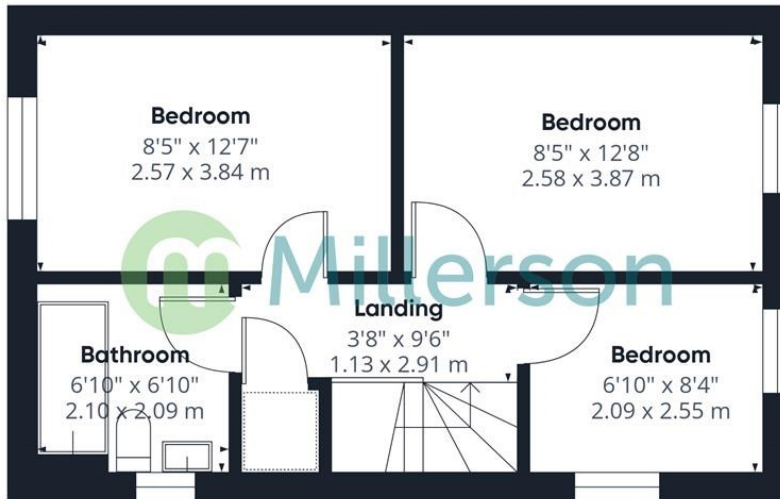 Bedroom
8'5" x 12'7"
2.57 x 3.84 m
Bedroom
8'5" x 12'8"
2.58 x 3.87 m
m Millerson
Landing
3'8" x 9'6"
1.13 x 2.91 m
Bathroom
6'10" x 6'10"
2.10 x 2.09 m
Bedroom
6'10" x 8'4"
2.09 x 2.55 m